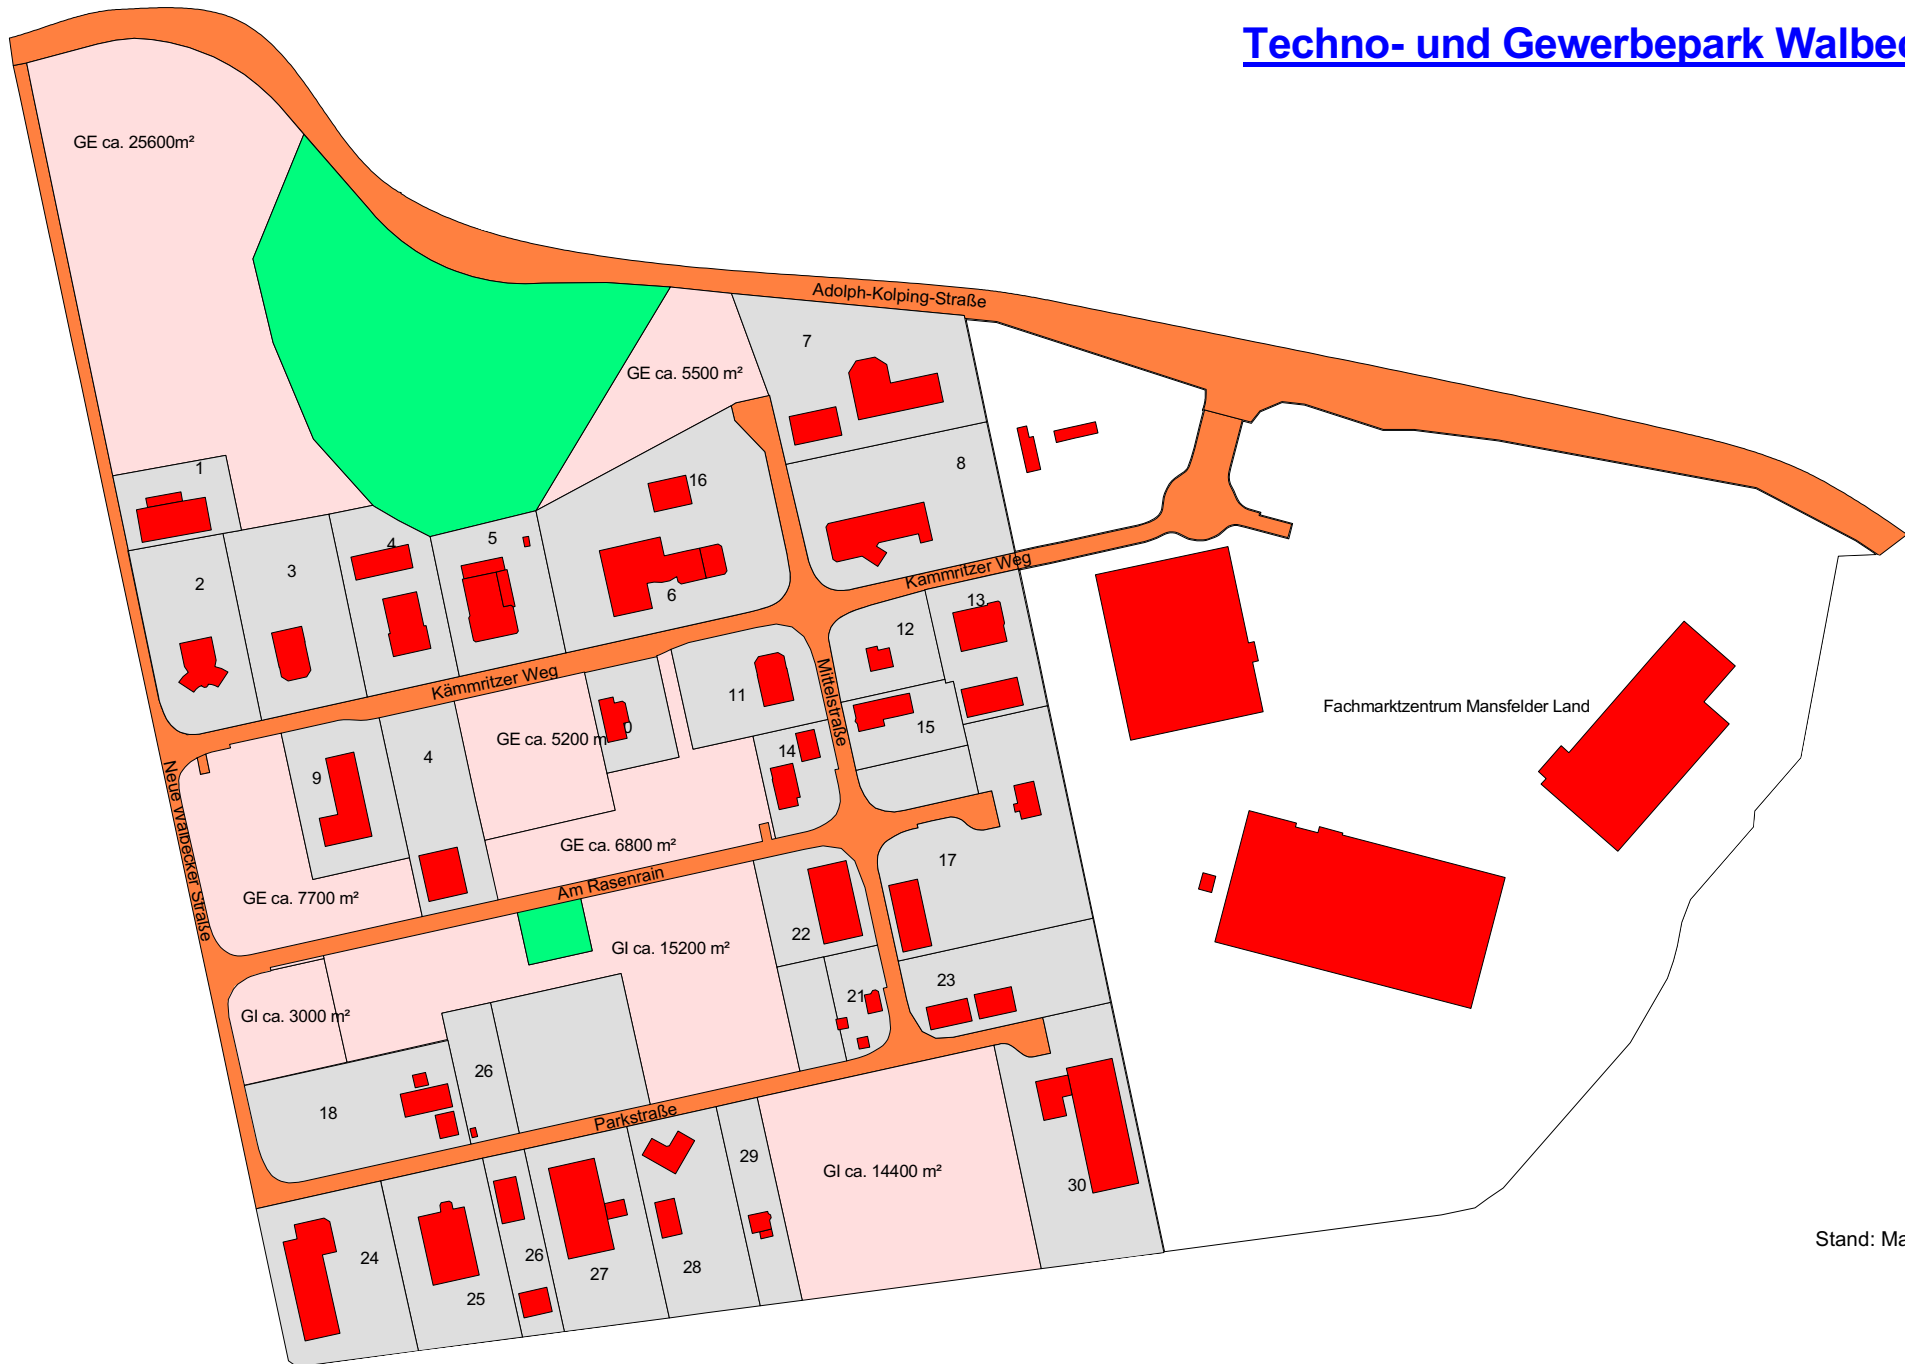 Techno- und Gewerbepark
GE ca. 25600m²
Adolph-Kolping-Straße
7
GE ca. 5500 m²
1
8
16
4
5
3
2
6
Kämmritzer Weg
13
12
Kämmritzer Weg
Mittelstraße
11
Fachmarktzentrum Mansfelder Land
15
GE ca. 5200 m
14
4
9
Neue Walbecker Straße
GE ca. 6800 m²
17
Am Rasenrain
GE ca. 7700 m²
22
GI ca. 15200 m²
23
21
GI ca. 3000 m²
26
18
Parkstraße
29
GI ca. 14400 m²
30
Stand:
24
26
27
28
25